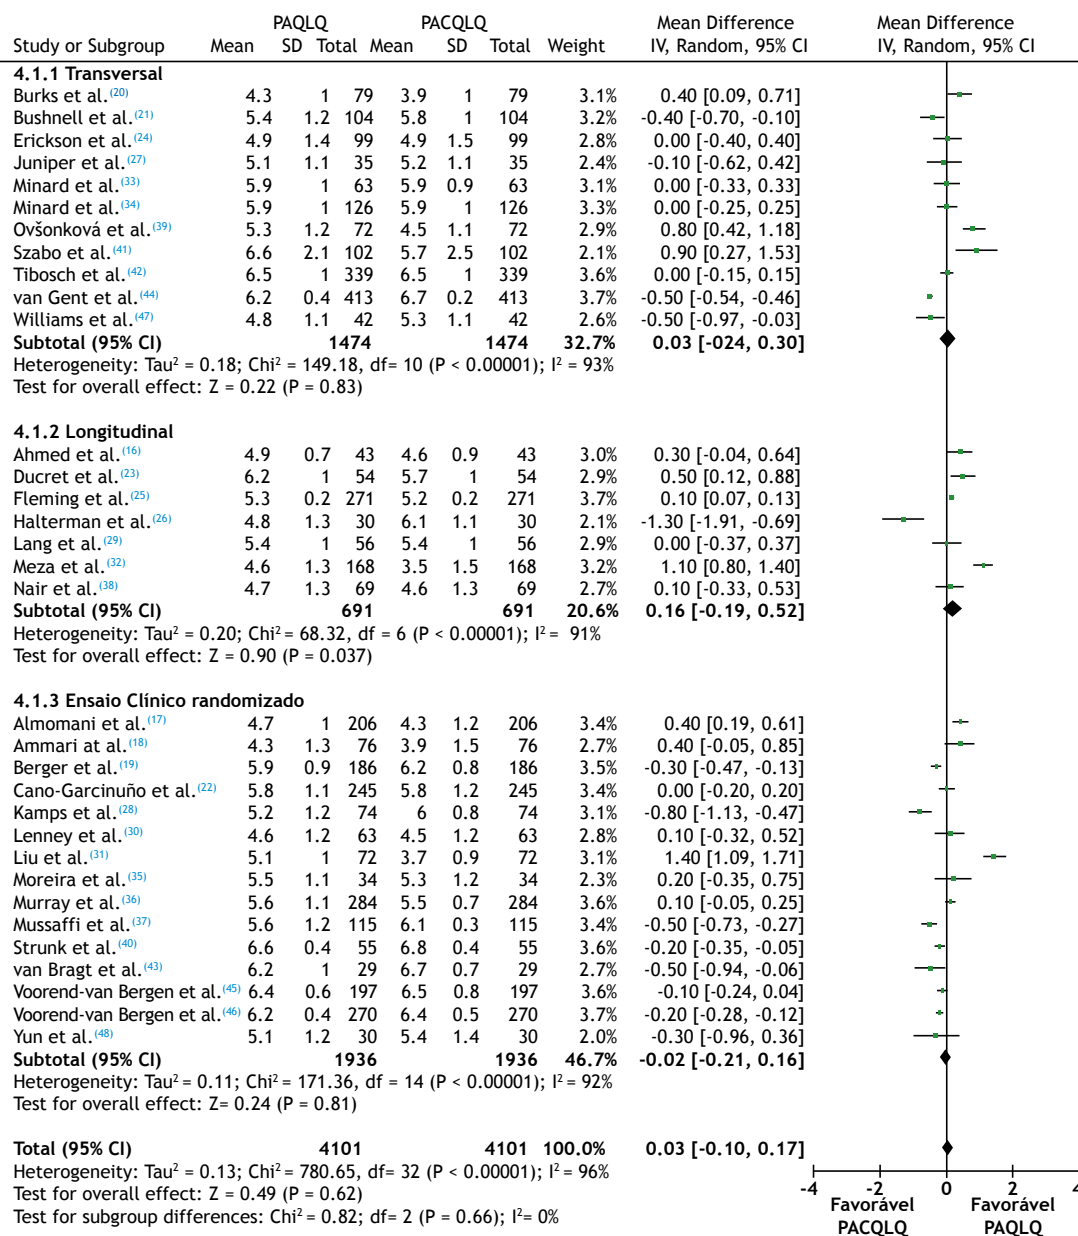 PAQLQ PACQLQ Mean Difference Mean Difference
Study or Subgroup Mean SD Total Mean SD Total Weight IV, Random, 95% CI IV, Random, 95% CI
4.1.1 Transversal
Burks et al.(20) 4.3 1 79 3.9 1 79 3.1% 0.40 [0.09, 0.71]
Bushnell et al.(21) 5.4 1.2 104 5.8 1 104 3.2% -0.40 [-0.70, -0.10]
Erickson et al.(24) 4.9 1.4 99 4.9 1.5 99 2.8% 0.00 [-0.40, 0.40]
Juniper et al.(27) 5.1 1.1 35 5.2 1.1 35 2.4% -0.10 [-0.62, 0.42]
Minard et al.(33) 5.9 1 63 5.9 0.9 63 3.1% 0.00 [-0.33, 0.33]
Minard et al.(34) 5.9 1 126 5.9 1 126 3.3% 0.00 [-0.25, 0.25]
Ovšonková et al.(39) 5.3 1.2 72 4.5 1.1 72 2.9% 0.80 [0.42, 1.18]
Szabo et al.(41) 6.6 2.1 102 5.7 2.5 102 2.1% 0.90 [0.27, 1.53]
Tibosch et al.(42) 6.5 1 339 6.5 1 339 3.6% 0.00 [-0.15, 0.15]
van Gent et al.(44) 6.2 0.4 413 6.7 0.2 413 3.7% -0.50 [-0.54, -0.46]
Williams et al.(47) 4.8 1.1 42 5.3 1.1 42 2.6% -0.50 [-0.97, -0.03]
Subtotal (95% CI) 1474 1474 32.7% 0.03 [-024, 0.30]
Heterogeneity: Tau² = 0.18; Chi² = 149.18, df= 10 (P < 0.00001); I² = 93%
Test for overall effect: Z = 0.22 (P = 0.83)
4.1.2 Longitudinal
Ahmed et al.(16) 4.9 0.7 43 4.6 0.9 43 3.0% 0.30 [-0.04, 0.64]
Ducret et al.(23) 6.2 1 54 5.7 1 54 2.9% 0.50 [0.12, 0.88]
Fleming et al.(25) 5.3 0.2 271 5.2 0.2 271 3.7% 0.10 [0.07, 0.13]
Halterman et al.(26) 4.8 1.3 30 6.1 1.1 30 2.1% -1.30 [-1.91, -0.69]
Lang et al.(29) 5.4 1 56 5.4 1 56 2.9% 0.00 [-0.37, 0.37]
Meza et al.(32) 4.6 1.3 168 3.5 1.5 168 3.2% 1.10 [0.80, 1.40]
Nair et al.(38) 4.7 1.3 69 4.6 1.3 69 2.7% 0.10 [-0.33, 0.53]
Subtotal (95% CI) 691 691 20.6% 0.16 [-0.19, 0.52]
Heterogeneity: Tau² = 0.20; Chi² = 68.32, df = 6 (P < 0.00001); I² = 91%
Test for overall effect: Z = 0.90 (P = 0.037)
4.1.3 Ensaio Clínico randomizado
Almomani et al.(17) 4.7 1 206 4.3 1.2 206 3.4% 0.40 [0.19, 0.61]
Ammari at al.(18) 4.3 1.3 76 3.9 1.5 76 2.7% 0.40 [-0.05, 0.85]
Berger et al.(19) 5.9 0.9 186 6.2 0.8 186 3.5% -0.30 [-0.47, -0.13]
Cano-Garcinuño et al.(22) 5.8 1.1 245 5.8 1.2 245 3.4% 0.00 [-0.20, 0.20]
Kamps et al.(28) 5.2 1.2 74 6 0.8 74 3.1% -0.80 [-1.13, -0.47]
Lenney et al.(30) 4.6 1.2 63 4.5 1.2 63 2.8% 0.10 [-0.32, 0.52]
Liu et al.(31) 5.1 1 72 3.7 0.9 72 3.1% 1.40 [1.09, 1.71]
Moreira et al.(35) 5.5 1.1 34 5.3 1.2 34 2.3% 0.20 [-0.35, 0.75]
Murray et al.(36) 5.6 1.1 284 5.5 0.7 284 3.6% 0.10 [-0.05, 0.25]
Mussaffi et al.(37) 5.6 1.2 115 6.1 0.3 115 3.4% -0.50 [-0.73, -0.27]
Strunk et al.(40) 6.6 0.4 55 6.8 0.4 55 3.6% -0.20 [-0.35, -0.05]
van Bragt et al.(43) 6.2 1 29 6.7 0.7 29 2.7% -0.50 [-0.94, -0.06]
Voorend-van Bergen et al.(45) 6.4 0.6 197 6.5 0.8 197 3.6% -0.10 [-0.24, 0.04]
Voorend-van Bergen et al.(46) 6.2 0.4 270 6.4 0.5 270 3.7% -0.20 [-0.28, -0.12]
Yun et al.(48) 5.1 1.2 30 5.4 1.4 30 2.0% -0.30 [-0.96, 0.36]
Subtotal (95% CI) 1936 1936 46.7% -0.02 [-0.21, 0.16]
Heterogeneity: Tau² = 0.11; Chi² = 171.36, df = 14 (P < 0.00001); I² = 92%
Test for overall effect: Z= 0.24 (P = 0.81)
Total (95% CI) 4101 4101 100.0% 0.03 [-0.10, 0.17]
Heterogeneity: Tau² = 0.13; Chi² = 780.65, df= 32 (P < 0.00001); I² = 96%
Test for overall effect: Z = 0.49 (P = 0.62)
Test for subgroup differences: Chi² = 0.82; df= 2 (P = 0.66); I²= 0%
-4 -2 0 2 4
Favorável Favorável
PACQLQ PAQLQ